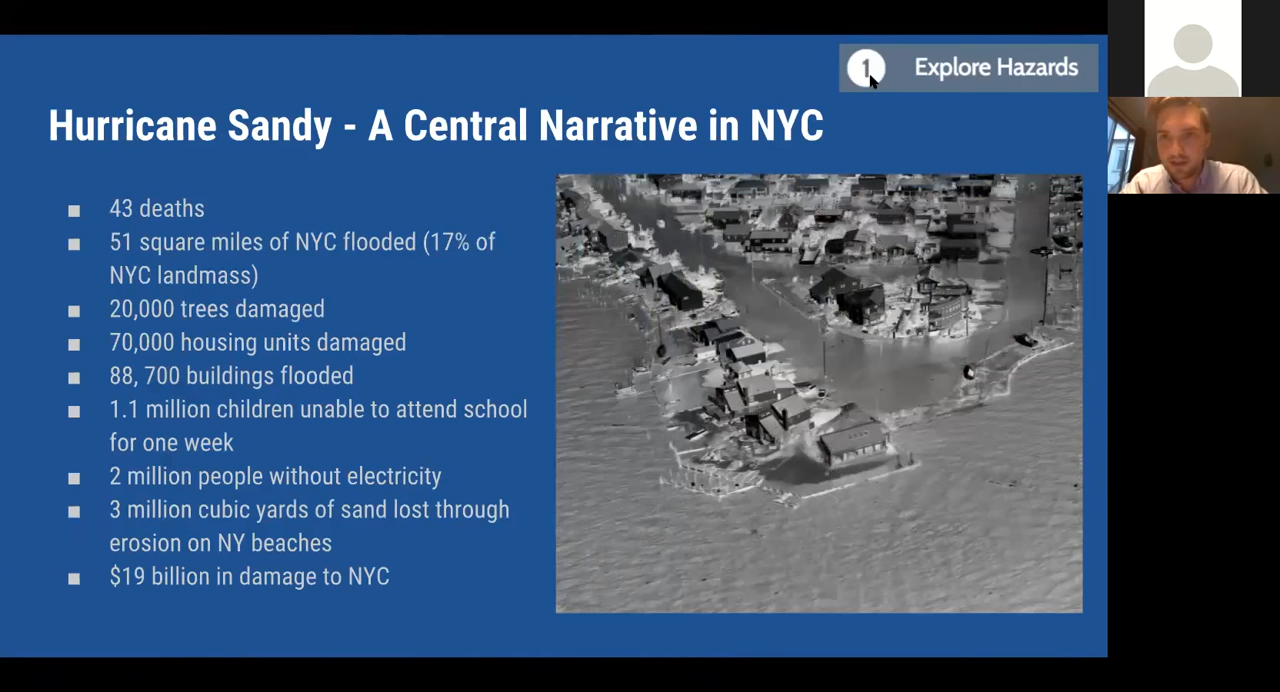 1 Explore Hazards
Hurricane Sandy - A Central Narrative in NYC
■ 43 deaths
■ 51 square miles of NYC flooded (17% of
NYC landmass)
■ 20,000 trees damaged
■ 70,000 housing units damaged
■ 88, 700 buildings flooded
■ 1.1 million children unable to attend school
for one week
■ 2 million people without electricity
■ 3 million cubic yards of sand lost through
erosion on NY beaches
■ $19 billion in damage to NYC